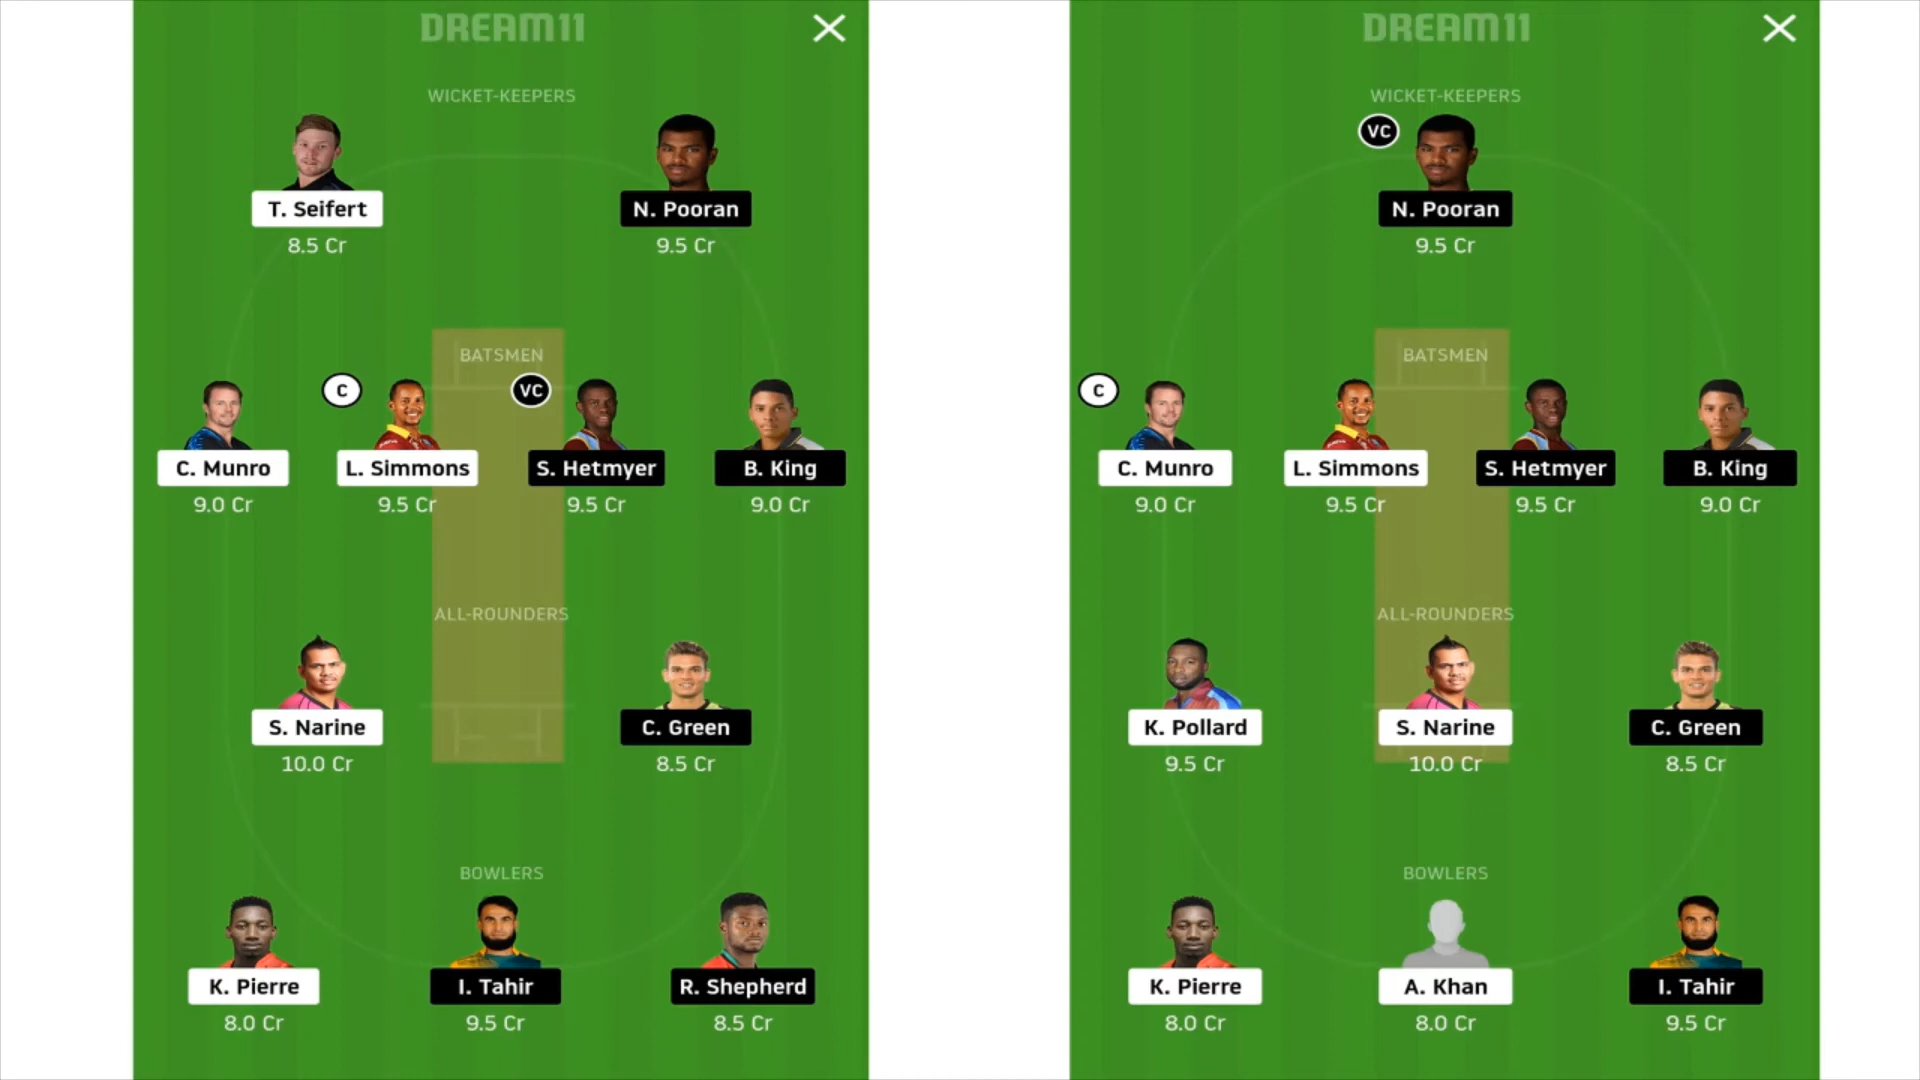 DREAM11
WICKET-KEEPERS
T. Seifert
8.5 Cr
N. Pooran
9.5 Cr
BATSMEN
C. Munro
9.0 Cr
C
L. Simmons
9.5 Cr
VC
S. Hetmyer
9.5 Cr
B. King
9.0 Cr
ALL-ROUNDERS
S. Narine
10.0 Cr
C. Green
8.5 Cr
BOWLERS
K. Pierre
8.0 Cr
I. Tahir
9.5 Cr
R. Shepherd
8.5 Cr
DREAM11
WICKET-KEEPERS
VC
N. Pooran
9.5 Cr
BATSMEN
C
C. Munro
9.0 Cr
L. Simmons
9.5 Cr
S. Hetmyer
9.5 Cr
B. King
9.0 Cr
ALL-ROUNDERS
K. Pollard
9.5 Cr
S. Narine
10.0 Cr
C. Green
8.5 Cr
BOWLERS
K. Pierre
8.0 Cr
A. Khan
8.0 Cr
I. Tahir
9.5 Cr